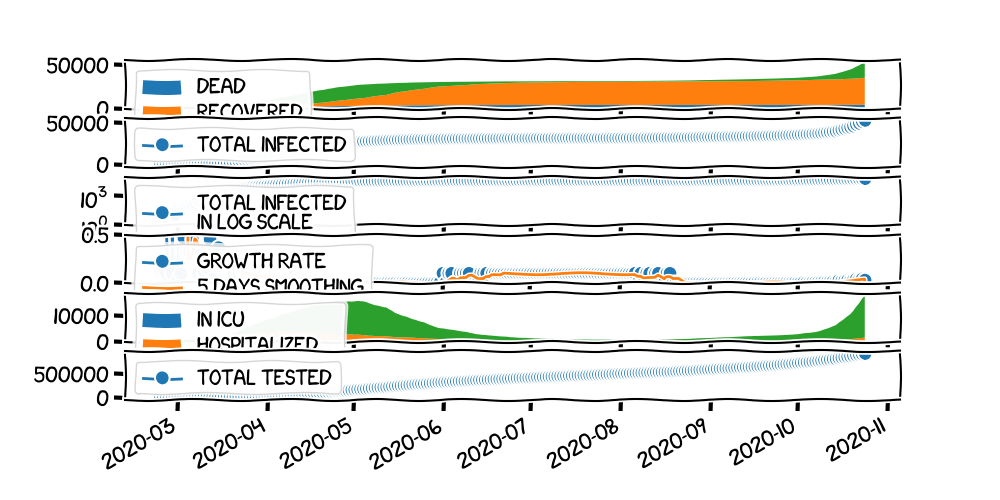 50000
0
DEAD
RECOVERED
50000
0
TOTAL INFECTED
10³
10⁰
TOTAL INFECTED
IN LOG SCALE
0.5
0.0
GROWTH RATE
5 DAYS SMOOTHING
10000
0
IN ICU
HOSPITALIZED
500000
0
TOTAL TESTED
2020-03
2020-04
2020-05
2020-06
2020-07
2020-08
2020-09
2020-10
2020-11